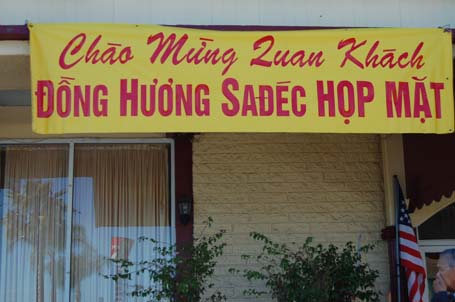 Chào Mừng Quan Khách
ĐỒNG HƯƠNG SAĐÉC HỌP MẶT